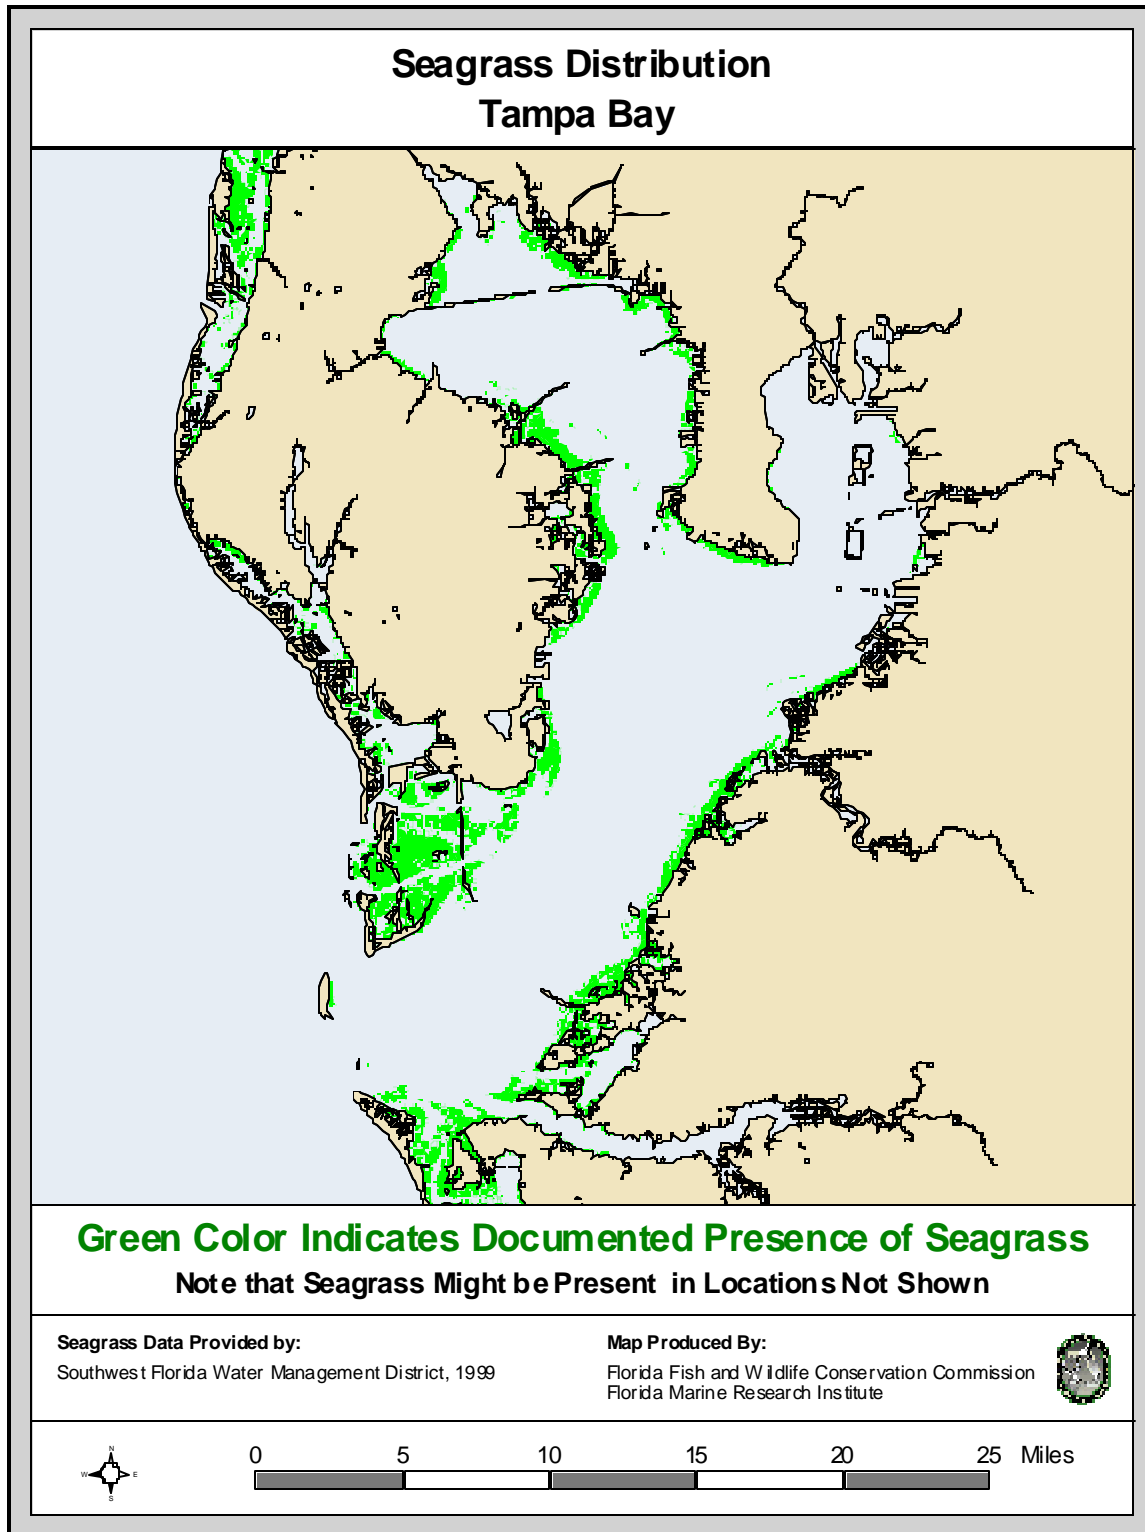 Seagrass Distribution
Tampa Bay
Green Color Indicates Documented Presence of Seagrass
Note that Seagrass Might be Present in Locations Not Shown
Seagrass Data Provided by:
Southwest Florida Water Management District, 1999
Map Produced By:
Florida Fish and Wildlife Conservation Commission
Florida Marine Research Institute
N
W E
S
0 5 10 15 20 25 Miles